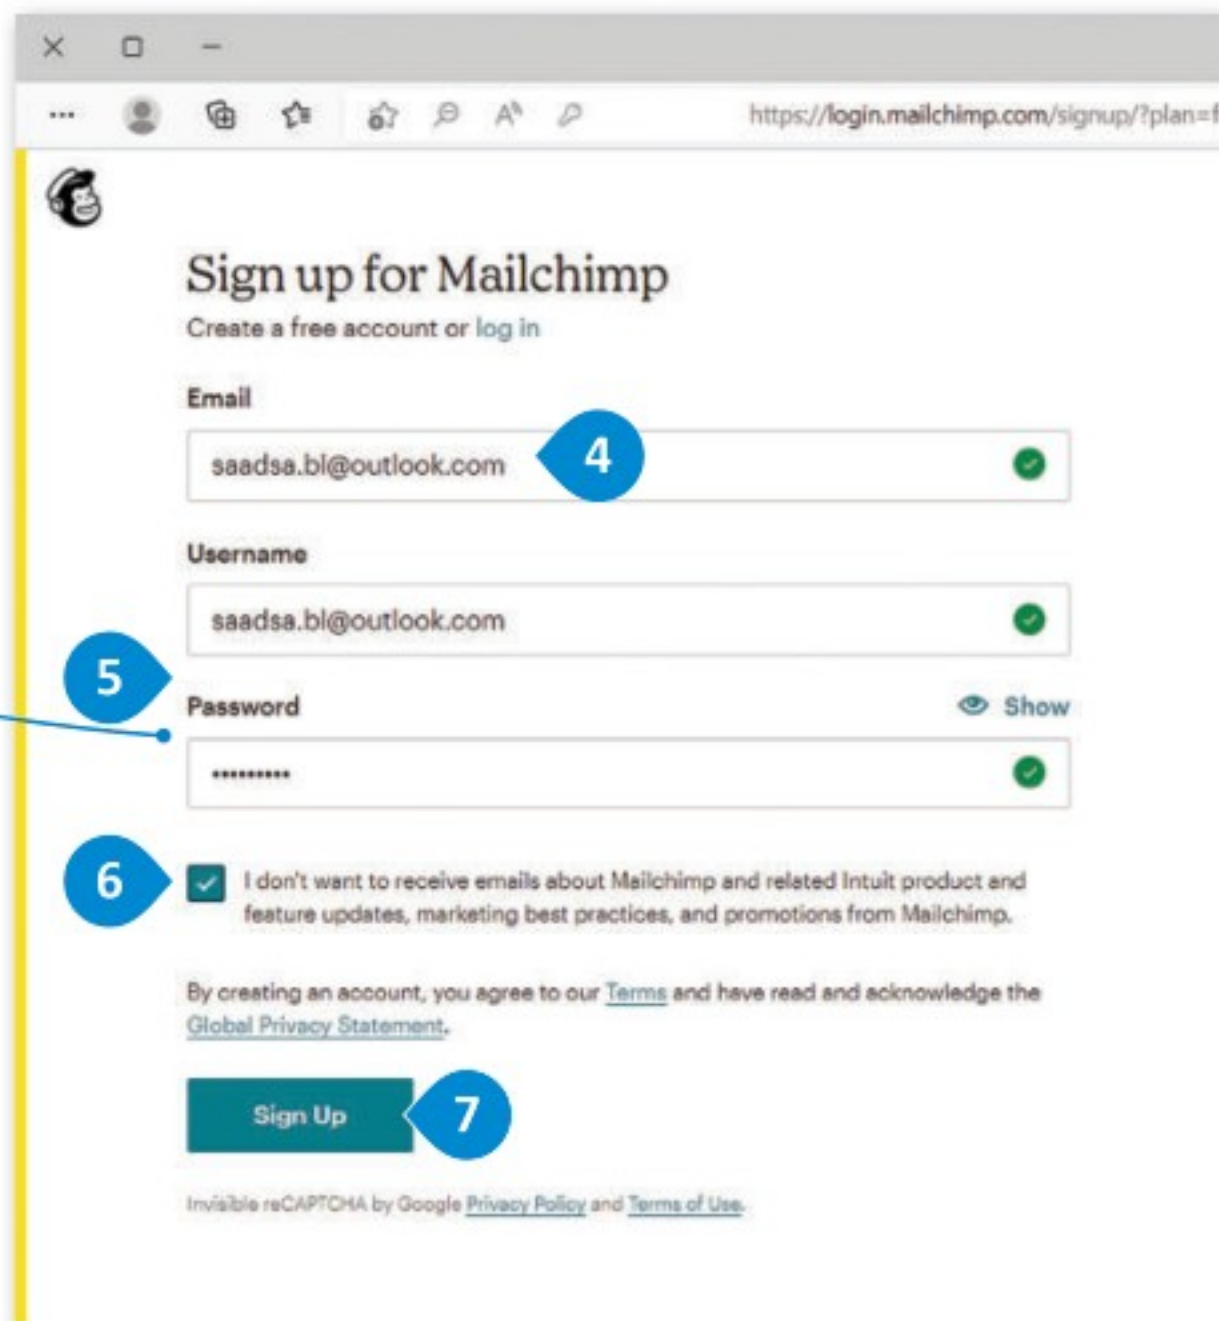 https://login.mailchimp.com/signup/?plan=f
Sign up for Mailchimp
Create a free account or log in
Email
saadsa.bl@outlook.com
4
Username
saadsa.bl@outlook.com
5
Password
Show
•••••••••
6
I don't want to receive emails about Mailchimp and related Intuit product and
feature updates, marketing best practices, and promotions from Mailchimp.
By creating an account, you agree to our Terms and have read and acknowledge the
Global Privacy Statement.
Sign Up
7
Invisible reCAPTCHA by Google Privacy Policy and Terms of Use.